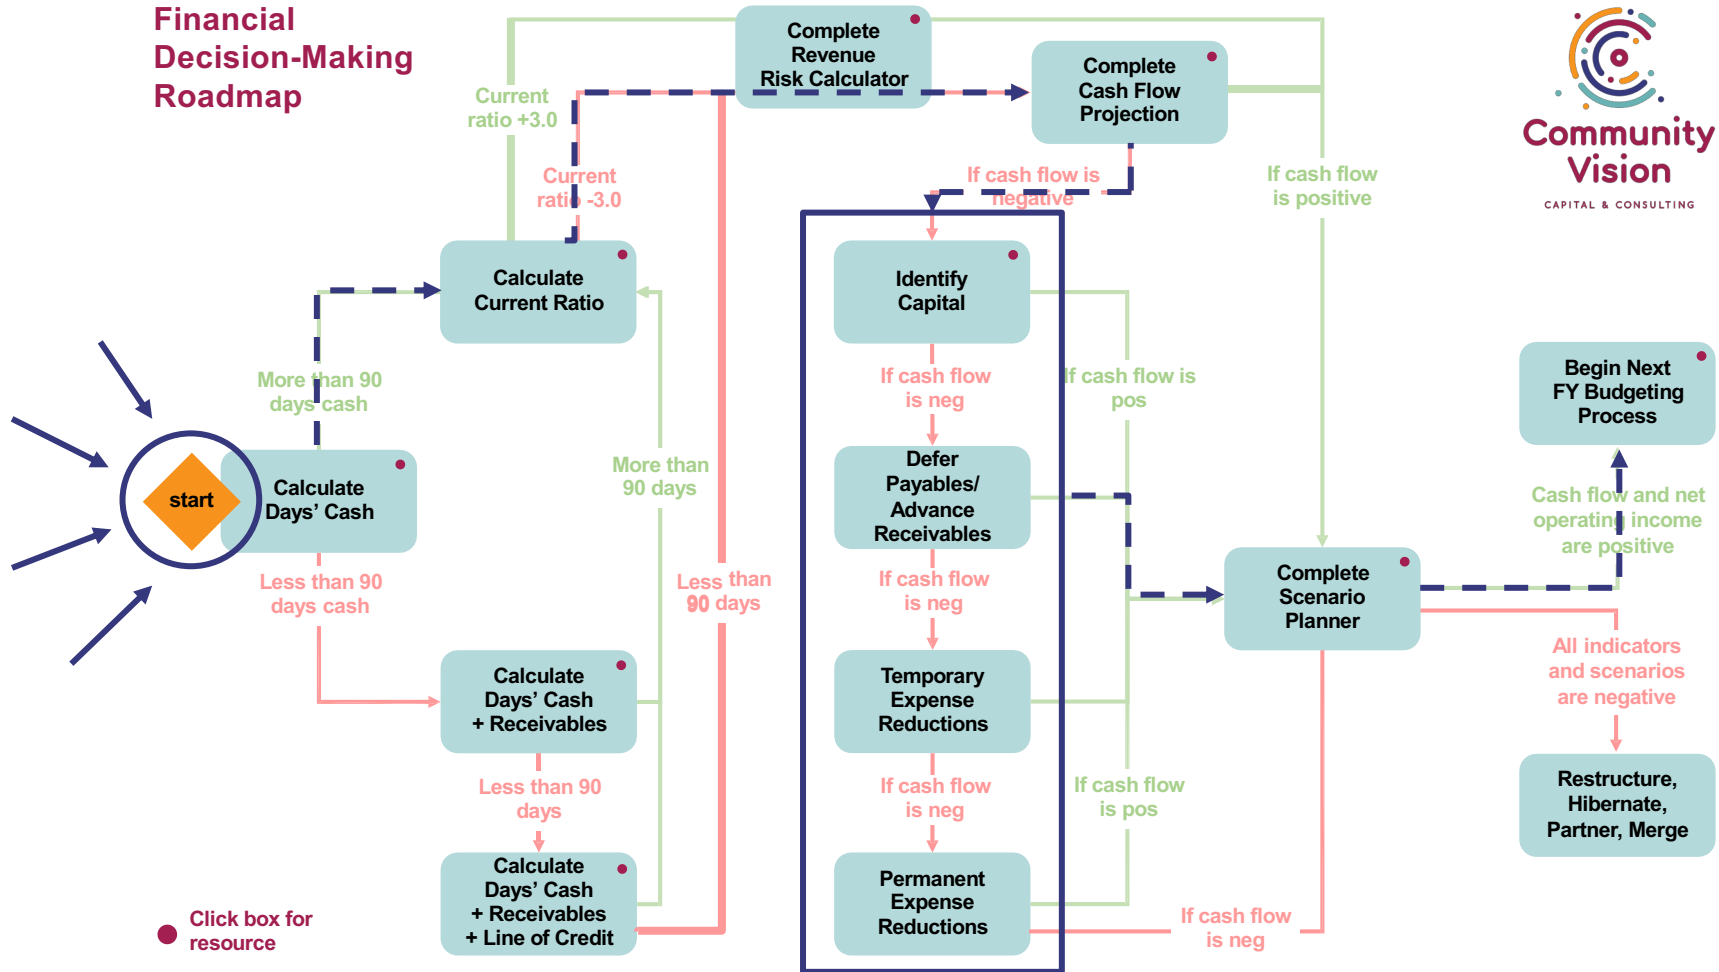 Financial
Decision-Making
Roadmap
Complete
Revenue
Risk Calculator
Complete
Cash Flow
Projection
Community
Vision
CAPITAL & CONSULTING
Current
ratio +3.0
Current
ratio -3.0
If cash flow is
negative
If cash flow
is positive
Calculate
Current Ratio
Identify
Capital
More than 90
days cash
If cash flow
is neg
If cash flow is
pos
Begin Next
FY Budgeting
Process
start
Calculate
Days' Cash
More than
90 days
Defer
Payables/
Advance
Receivables
Cash flow and net
operating income
are positive
Less than 90
days cash
Less than
90 days
If cash flow
is neg
Complete
Scenario
Planner
Calculate
Days' Cash
+ Receivables
Temporary
Expense
Reductions
All indicators
and scenarios
are negative
Less than 90
days
If cash flow
is neg
If cash flow
is pos
Restructure,
Hibernate,
Partner, Merge
Calculate
Days' Cash
+ Receivables
+ Line of Credit
Permanent
Expense
Reductions
If cash flow
is neg
Click box for
resource